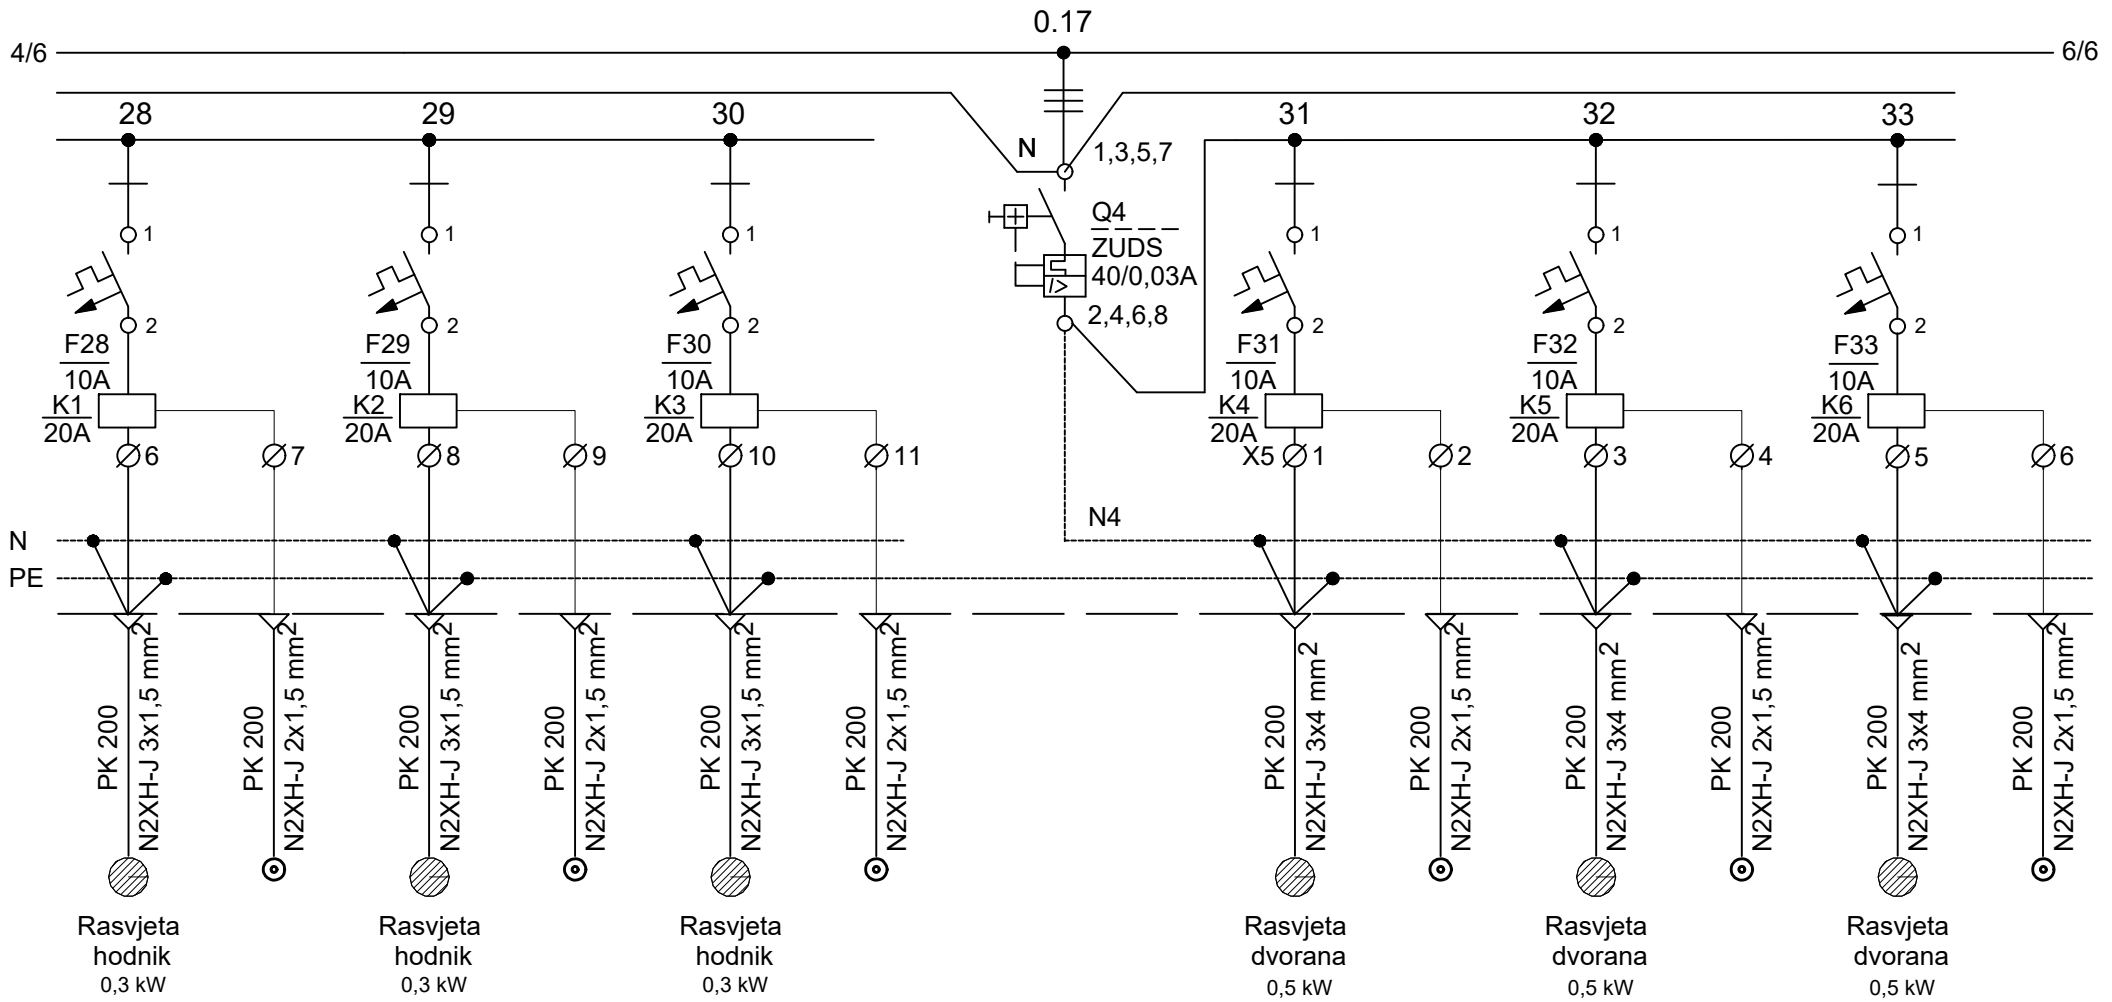 0.17
4/6
6/6
28
29
30
31
32
33
N
1,3,5,7
1
1
1
1
1
1
Q4
ZUDS
40/0,03A
2,4,6,8
2
2
2
2
2
2
F28
10A
F29
10A
F30
10A
F31
10A
F32
10A
F33
10A
K1
20A
K2
20A
K3
20A
K4
20A
K5
20A
K6
20A
6
7
8
9
10
11
X5
1
2
3
4
5
6
N4
N
PE
PK 200
N2XH-J 3x1,5 mm2
PK 200
N2XH-J 2x1,5 mm2
PK 200
N2XH-J 3x1,5 mm2
PK 200
N2XH-J 2x1,5 mm2
PK 200
N2XH-J 3x1,5 mm2
PK 200
N2XH-J 2x1,5 mm2
PK 200
N2XH-J 3x4 mm2
PK 200
N2XH-J 2x1,5 mm2
PK 200
N2XH-J 3x4 mm2
PK 200
N2XH-J 2x1,5 mm2
PK 200
N2XH-J 3x4 mm2
PK 200
N2XH-J 2x1,5 mm2
Rasvjeta
hodnik
0,3 kW
Rasvjeta
hodnik
0,3 kW
Rasvjeta
hodnik
0,3 kW
Rasvjeta
dvorana
0,5 kW
Rasvjeta
dvorana
0,5 kW
Rasvjeta
dvorana
0,5 kW
I>